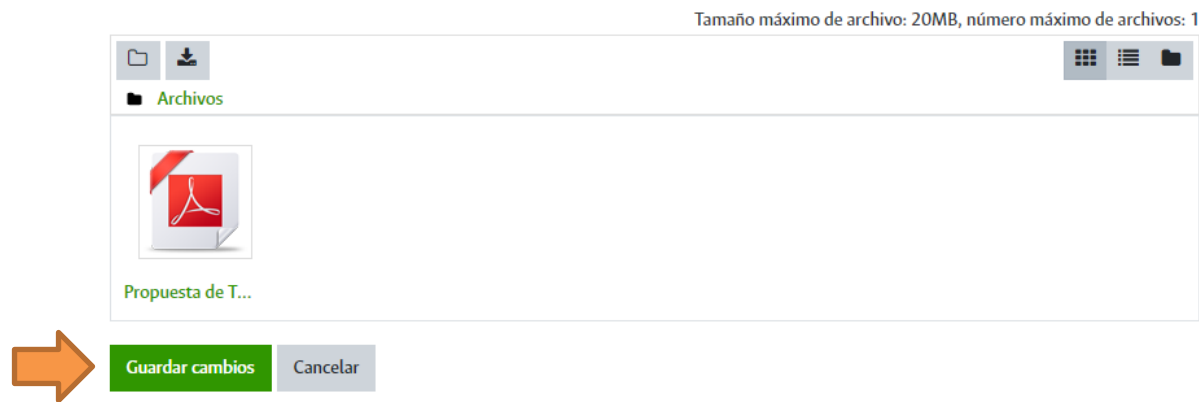 Tamaño máximo de archivo: 20MB, número máximo de archivos: 1
Archivos
Propuesta de T...
Guardar cambios Cancelar